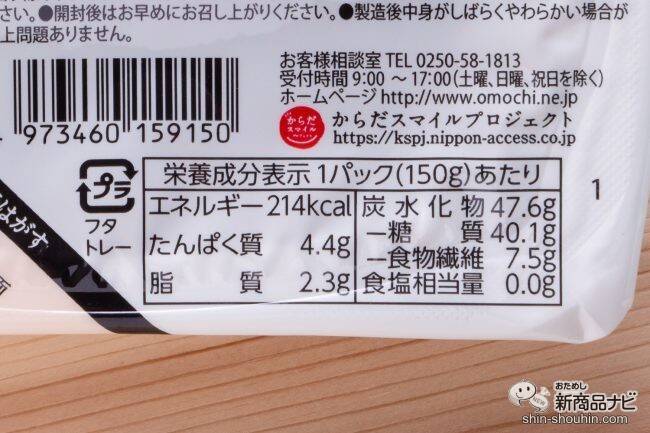 さい。●開封後はお早めにお召し上がりください。●製造後中身がしばらくやわらかい場合が
上問題ありません。
お客様相談室 TEL 0250-58-1813
受付時間 9:00 ～17:00(土曜、日曜、祝日を除く)
ホームページ http://www.omochi.ne.jp
からだ
スマイル
からだスマイルプロジェクト
https://kspj.nippon-access.co.jp
973460 159150
プラ
フタ
トレー
はがす
栄養成分表示 1パック(150g)あたり
エネルギー 214kcal
たんぱく質 4.4g
脂質 2.3g
炭水化物 47.6g
―糖質 40.1g
―食物繊維 7.5g
食塩相当量 0.0g
1
おためし
新商品ナビ
shin-shouhin.com